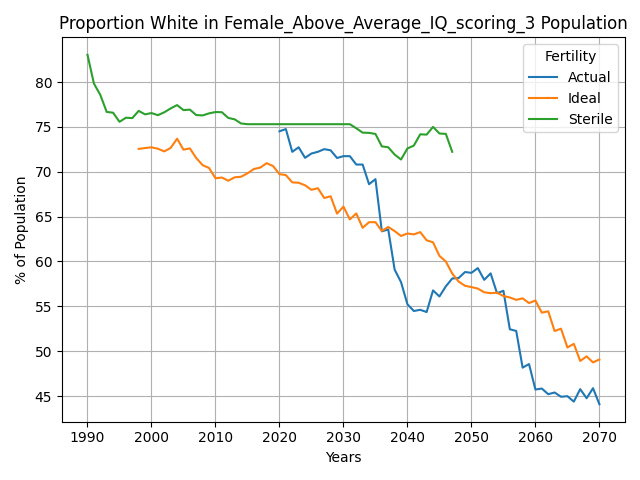 Proportion White in Female_Above_Average_IQ_scoring_3 Population
Fertility
Actual
Ideal
Sterile
% of Population
80
75
70
65
60
55
50
45
1990
2000
2010
2020
2030
2040
2050
2060
2070
Years